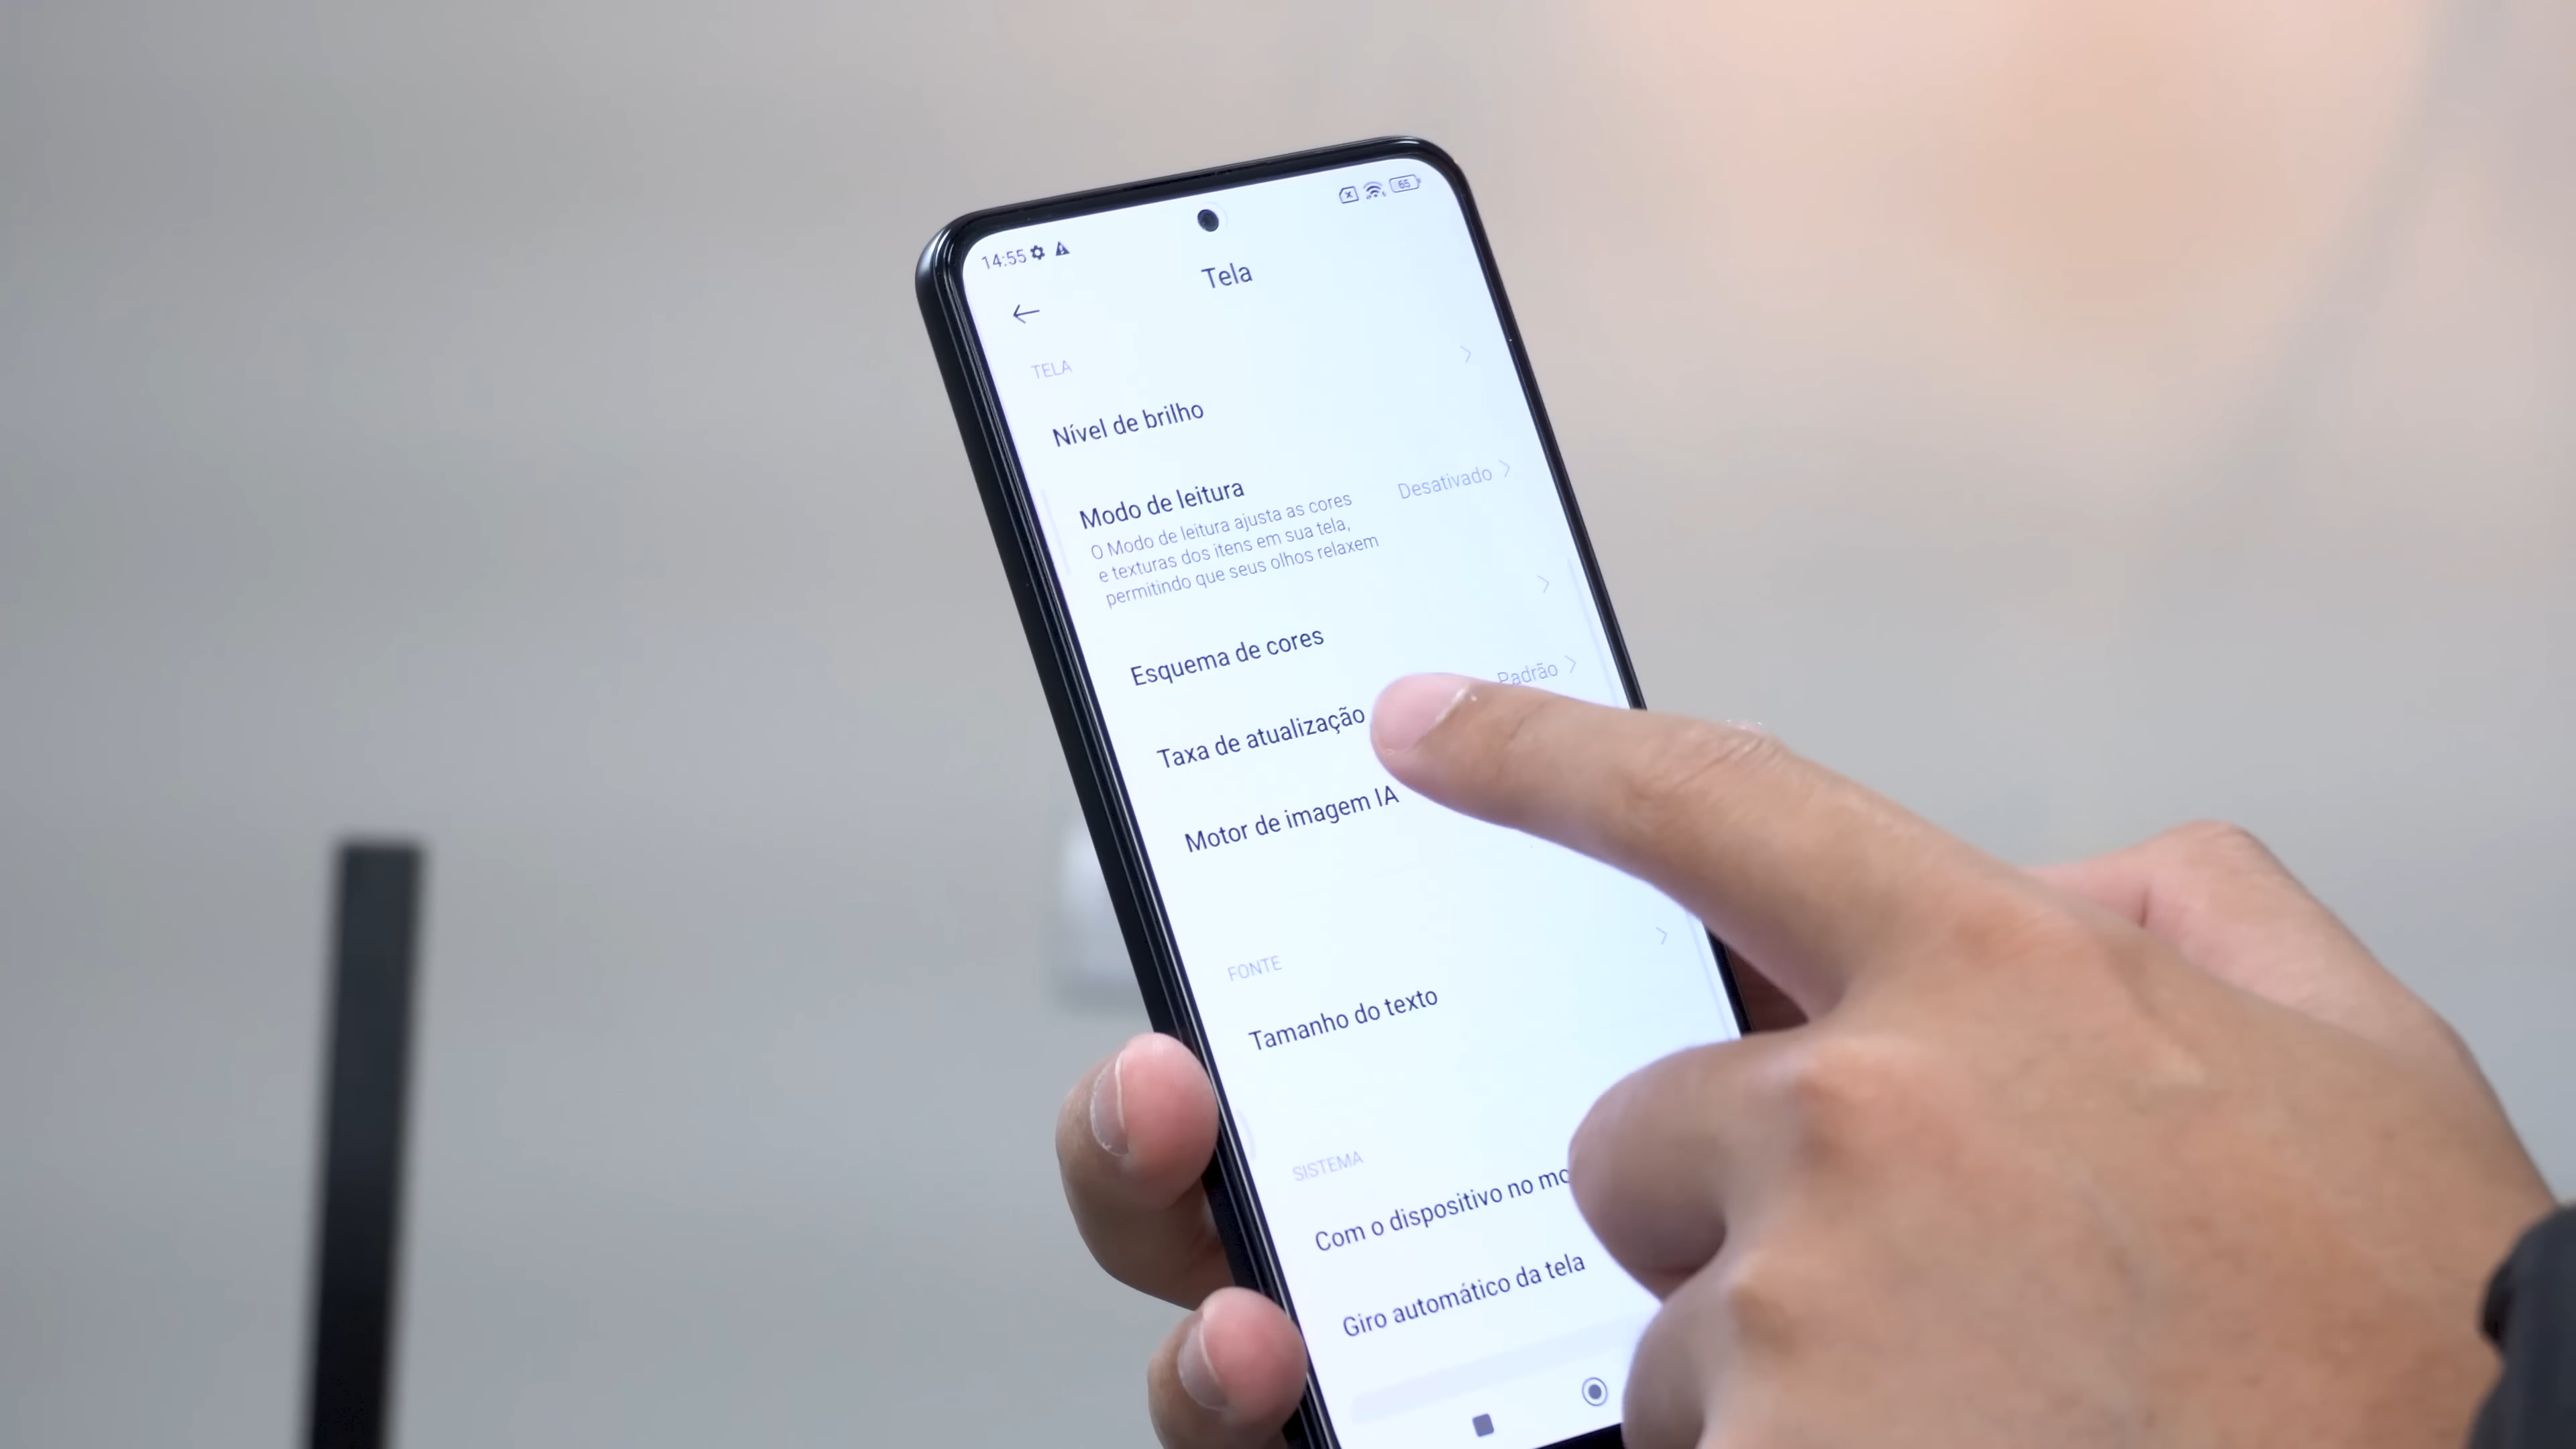 14:55
65
Tela
TELA
Nível de brilho
Modo de leitura
O Modo de leitura ajusta as cores
e texturas dos itens em sua tela,
permitindo que seus olhos relaxem
Desativado
Esquema de cores
Taxa de atualização
Padrão
Motor de imagem IA
FONTE
Tamanho do texto
SISTEMA
Com o dispositivo no
Giro automático da tela